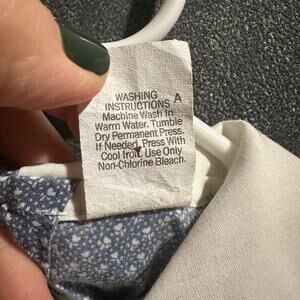 WASHING
INSTRUCTIONS A
Machine Wash In
Warm Water. Tumble
Dry Permanent Press.
If Needed, Press With
Cool Iron. Use Only
Non-Chlorine Bleach.